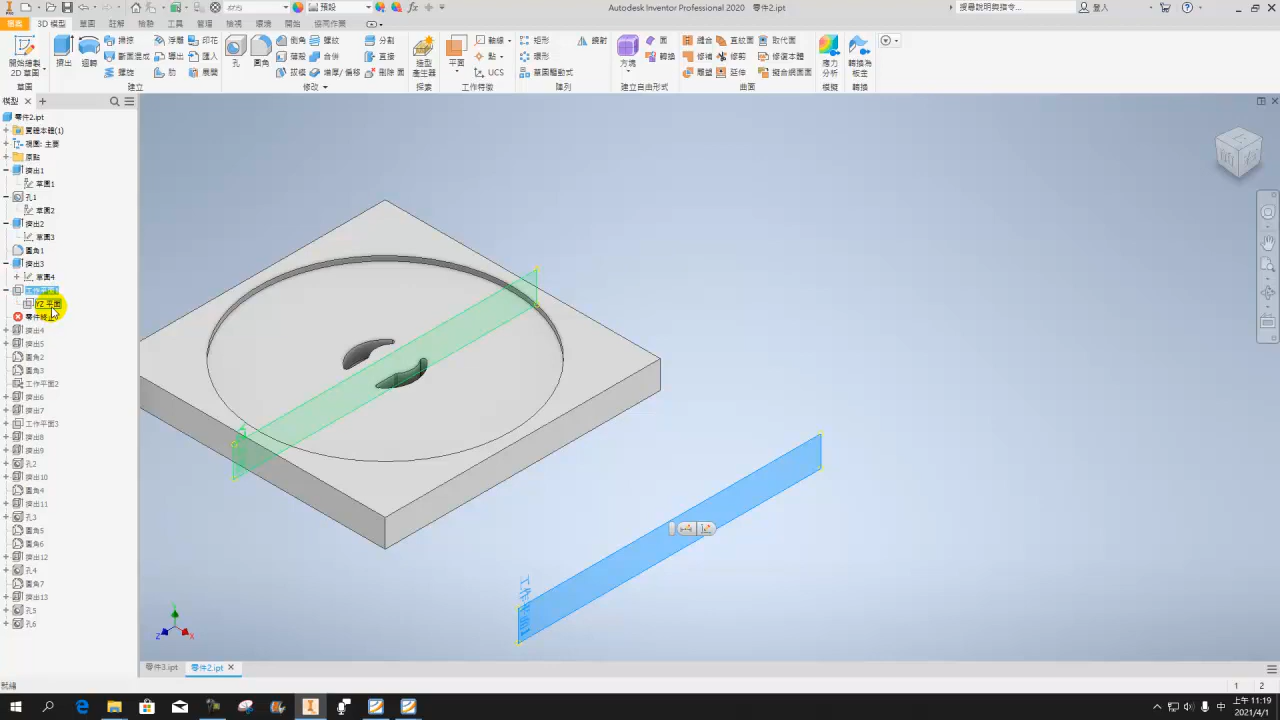 Autodesk Inventor Professional 2020 零件2.ipt
搜尋說明與指令...
登入
預設
檔案 3D 模型 草圖 註解 檢驗 工具 管理 檢視 環境 開始 協同作業
開始繪製
2D 草圖
草圖
擠出
迴轉
掃掠
斷面混成
螺旋
浮雕
導出
肋
印花
匯入
展開
建立
孔
圓角
倒角
薄殼
拔模
螺紋
合併
增厚/偏移
分割
直接
刪除 面
修改
造型
產生器
探索
平面
軸線
點
UCS
工作特徵
矩形
環形
草圖驅動式
鏡射
陣列
方塊
面
轉換
建立自由形式
縫合
修補
雕塑
直紋面
修剪
延伸
取代面
修復本體
擬合網面
曲面
應力
分析
模擬
轉換為
板金
轉換
模型
零件2.ipt
實體本體(1)
視圖: 主要
原點
擠出1
草圖1
孔1
草圖2
擠出2
草圖3
圓角1
擠出3
草圖4
工作平面1
YZ 平面
零件終止
擠出4
擠出5
圓角2
圓角3
工作平面2
擠出6
擠出7
工作平面3
擠出8
擠出9
孔2
擠出10
圓角4
擠出11
孔3
圓角5
圓角6
擠出12
孔4
圓角7
擠出13
孔5
孔6
工作平面1
Y
Z
X
零件3.ipt
零件2.ipt
就緒
1 2
中
上午 11:19
2021/4/1